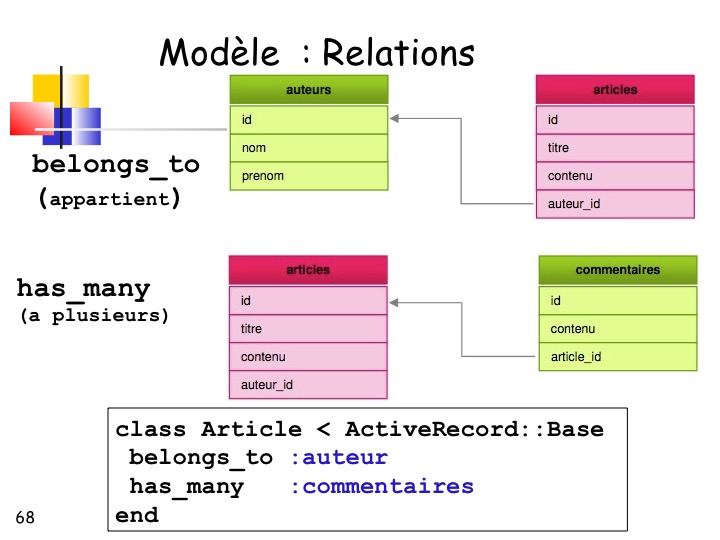 Modèle : Relations
belongs_to
(appartient)
auteurs
id
nom
prenom
articles
id
titre
contenu
auteur_id
has_many
(a plusieurs)
articles
id
titre
contenu
auteur_id
commentaires
id
contenu
article_id
class Article < ActiveRecord::Base
belongs_to :auteur
has_many :commentaires
end
68